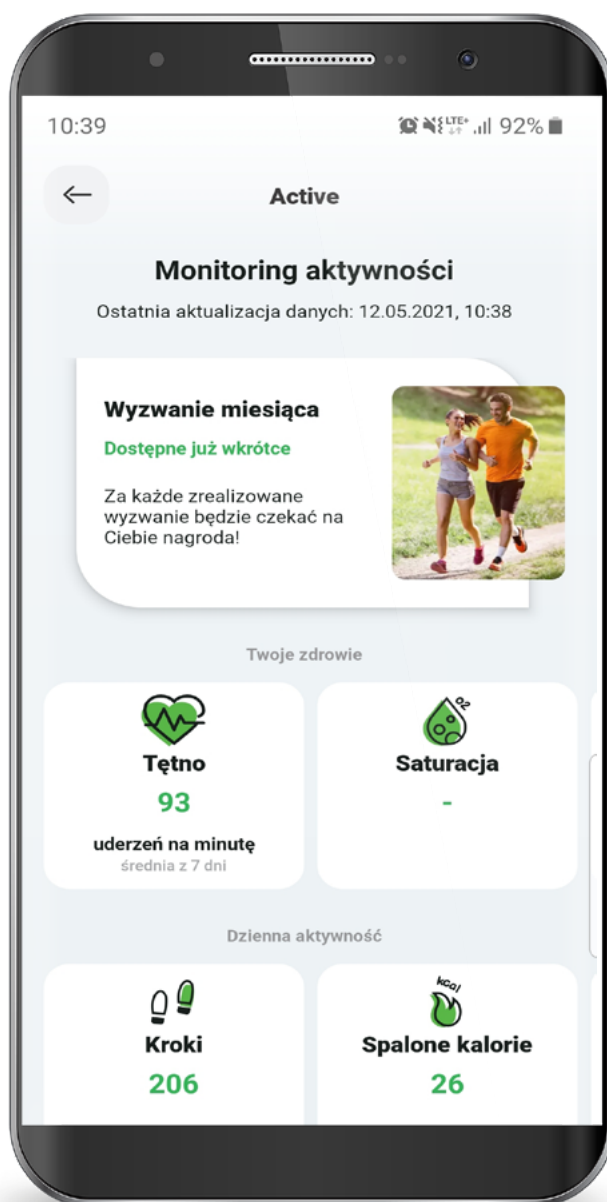 10:39
LTE+
92%
Active
Monitoring aktywności
Ostatnia aktualizacja danych: 12.05.2021, 10:38
Wyzwanie miesiąca
Dostępne już wkrótce
Za każde zrealizowane
wyzwanie będzie czekać na
Ciebie nagroda!
Twoje zdrowie
O2
Tętno
Saturacja
93
-
uderzeń na minutę
średnia z 7 dni
Dzienna aktywność
kcal
Kroki
Spalone kalorie
206
26